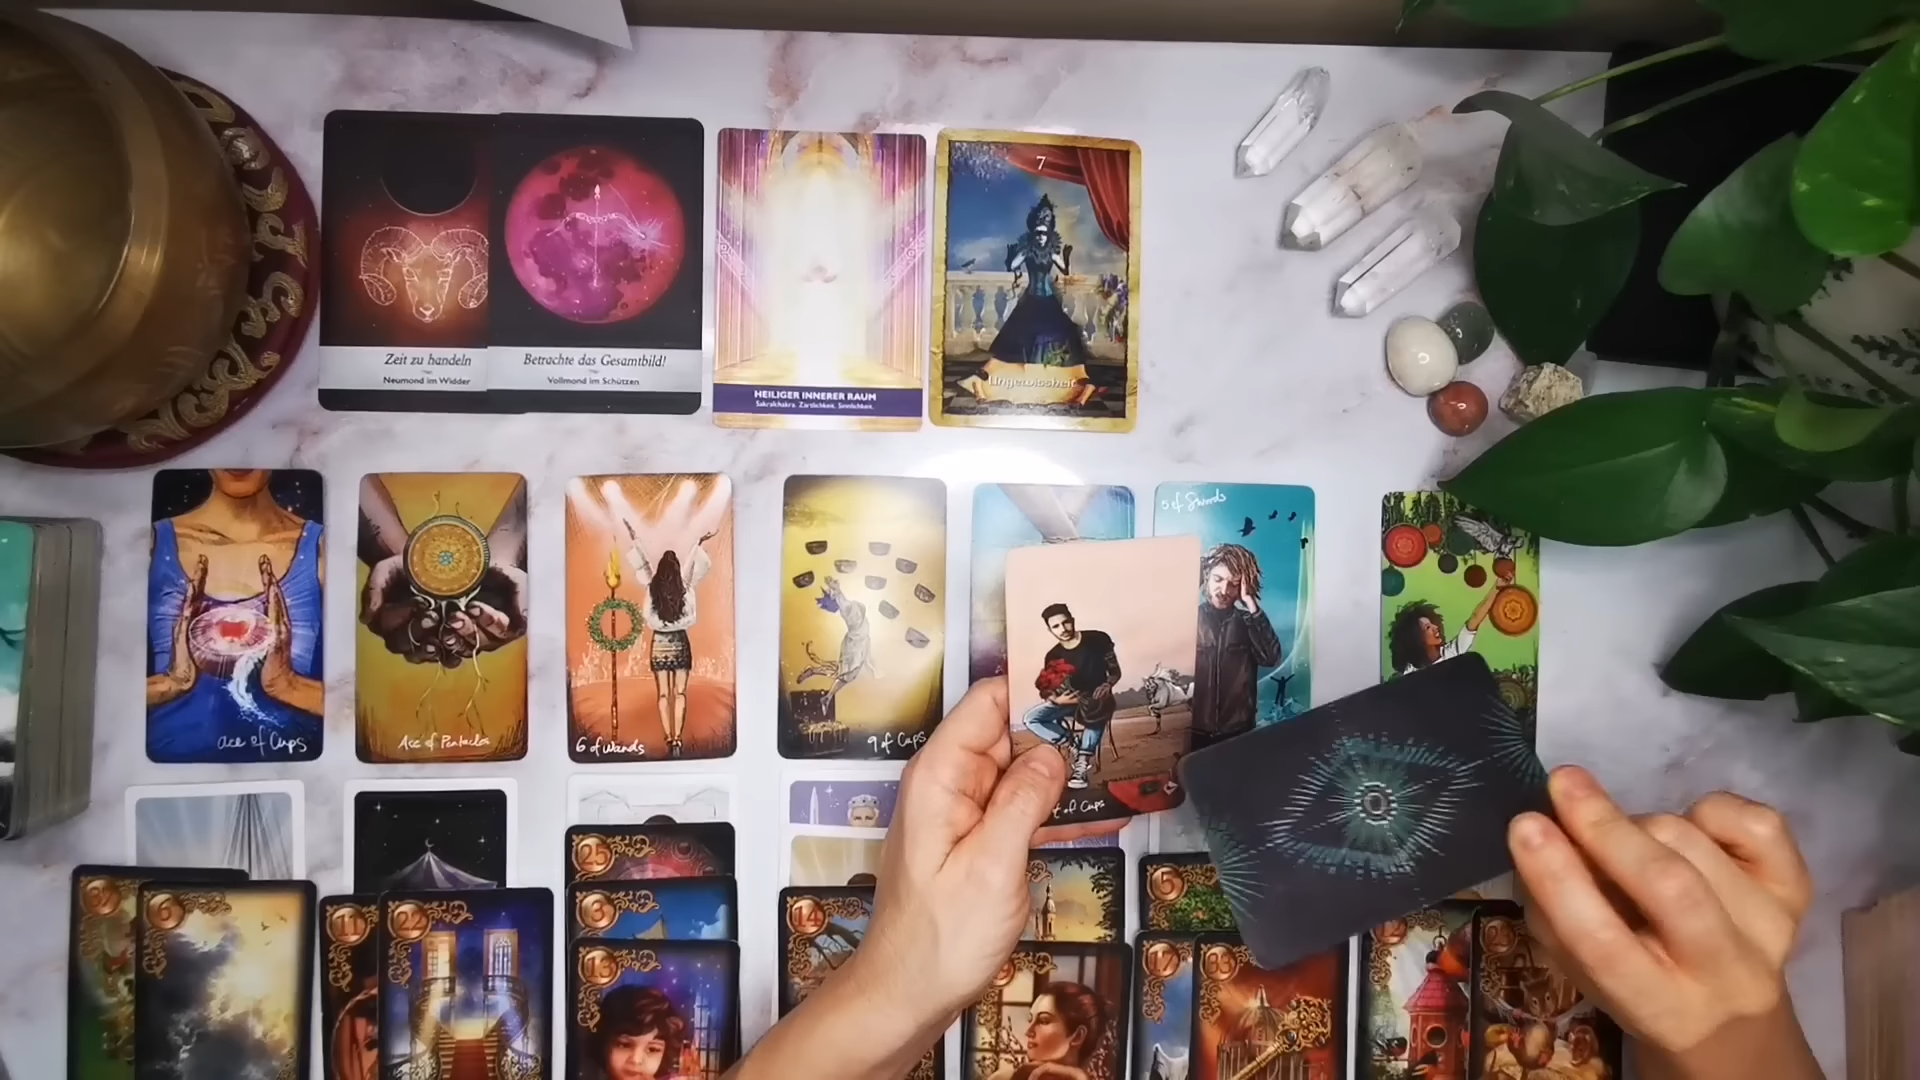 Zeit zu handeln
Neumond im Widder
Betrachte das Gesamtbild!
Vollmond im Schützen
HEILIGER INNERER RAUM
Sakralchakra. Zärtlichkeit. Sinnlichkeit.
7
Ungewissheit
5 of Swords
ace of Cups
Ace of Pentacles
6 of Wands
9 of Cups
of Cups
6
11
22
25
3
13
14
5
17
33